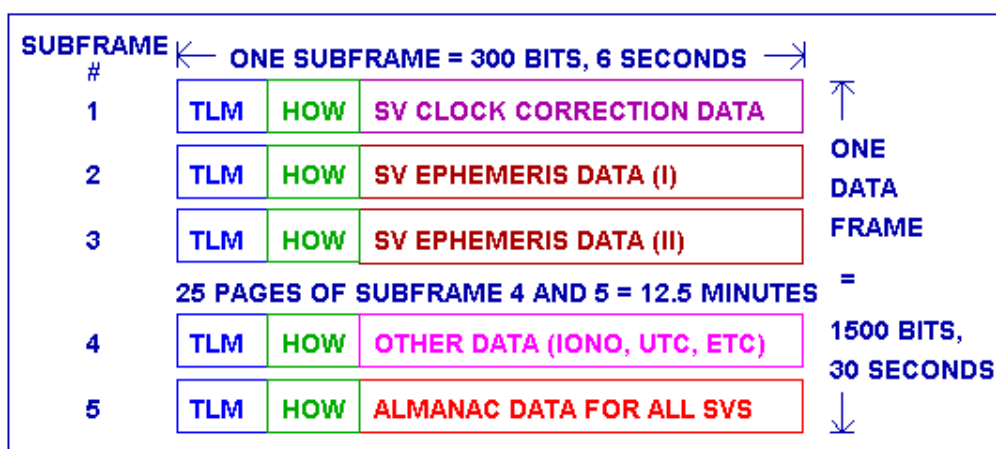 SUBFRAME
#
ONE SUBFRAME = 300 BITS, 6 SECONDS
1 TLM HOW SV CLOCK CORRECTION DATA
2 TLM HOW SV EPHEMERIS DATA (I)
3 TLM HOW SV EPHEMERIS DATA (II)
25 PAGES OF SUBFRAME 4 AND 5 = 12.5 MINUTES
4 TLM HOW OTHER DATA (IONO, UTC, ETC)
5 TLM HOW ALMANAC DATA FOR ALL SVS
ONE
DATA
FRAME
=
1500 BITS,
30 SECONDS